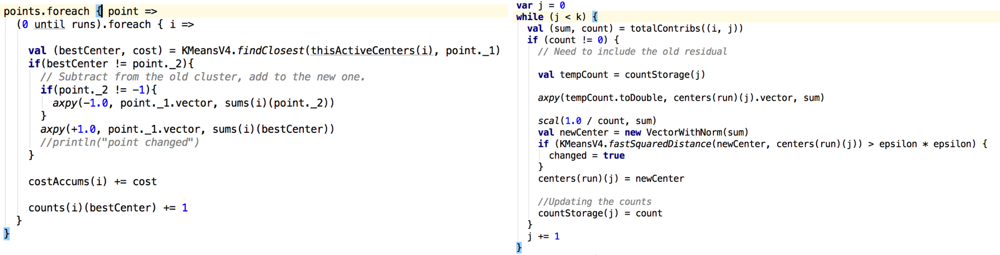 points.foreach { point =>
(0 until runs).foreach { i =>
val (bestCenter, cost) = KMeansV4.findClosest(thisActiveCenters(i), point._1)
if(bestCenter != point._2){
// Subtract from the old cluster, add to the new one.
if(point._2 != -1){
axpy(-1.0, point._1.vector, sums(i)(point._2))
}
axpy(+1.0, point._1.vector, sums(i)(bestCenter))
//println("point changed")
}
costAccums(i) += cost
counts(i)(bestCenter) += 1
}
}
var j = 0
while (j < k) {
val (sum, count) = totalContribs((i, j))
if (count != 0) {
// Need to include the old residual
val tempCount = countStorage(j)
axpy(tempCount.toDouble, centers(run)(j).vector, sum)
scal(1.0 / count, sum)
val newCenter = new VectorWithNorm(sum)
if (KMeansV4.fastSquaredDistance(newCenter, centers(run)(j)) > epsilon * epsilon) {
changed = true
}
centers(run)(j) = newCenter
//Updating the counts
countStorage(j) = count
}
j += 1
}